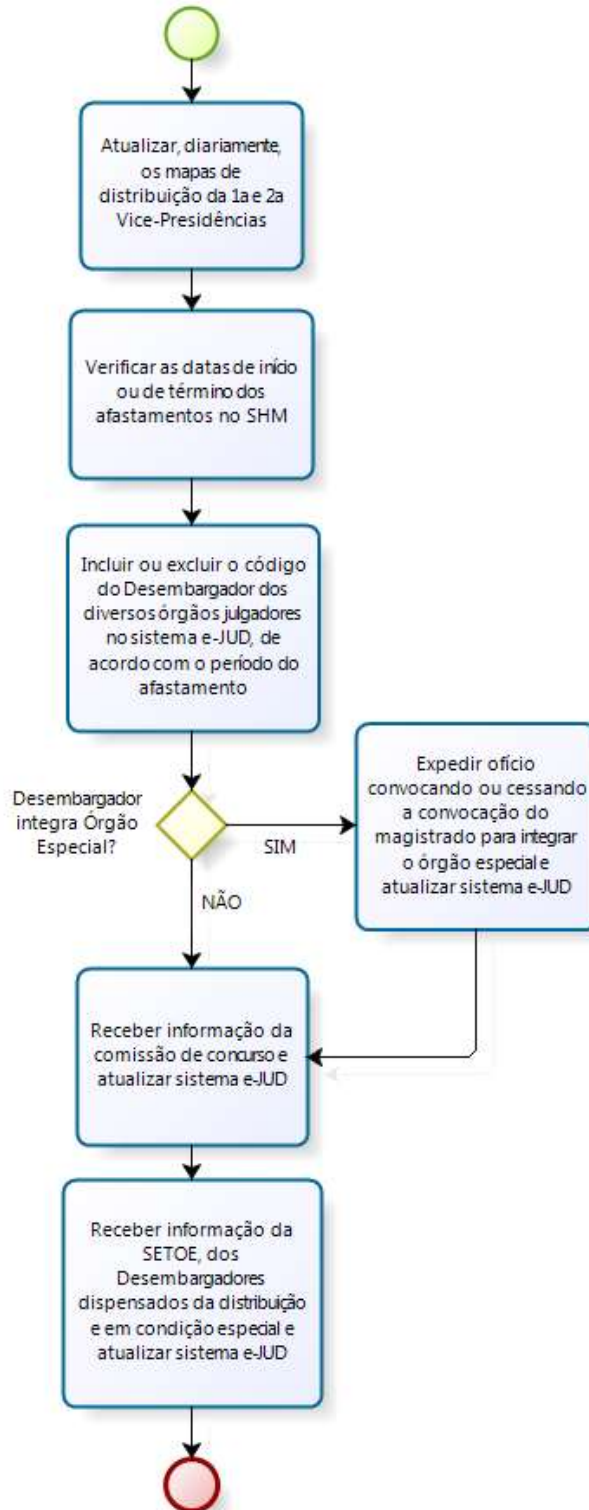 Atualizar, diariamente,
os mapas de
distribuição da 1a e 2a
Vice-Presidências
Verificar as datas de início
ou de término dos
afastamentos no SHM
Incluir ou excluir o código
do Desembargador dos
diversos órgãos julgadores
no sistema e-JUD, de
acordo com o período do
afastamento
Desembargador
integra Órgão
Especial?
SIM
NÃO
Expedir ofício
convocando ou cessando
a convocação do
magistrado para integrar
o órgão especial e
atualizar sistema e-JUD
Receber informação da
comissão de concurso e
atualizar sistema e-JUD
Receber informação da
SETOE, dos
Desembargadores
dispensados da distribuição
e em condição especial e
atualizar sistema e-JUD